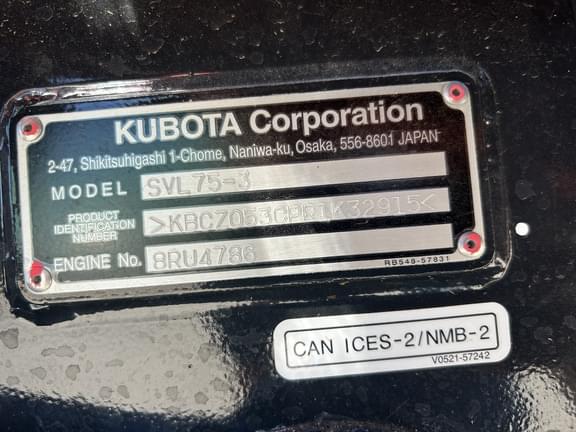 KUBOTA Corporation
2-47, Shikitsuhigashi 1-Chome, Naniwa-ku, Osaka, 556-8601 JAPAN
MODEL SVL75-3
PRODUCT IDENTIFICATION NUMBER >KBCZ053CPR1K32915<
ENGINE No. 8RU4786
RB548-57831
CAN ICES-2/NMB-2
V0521-57242